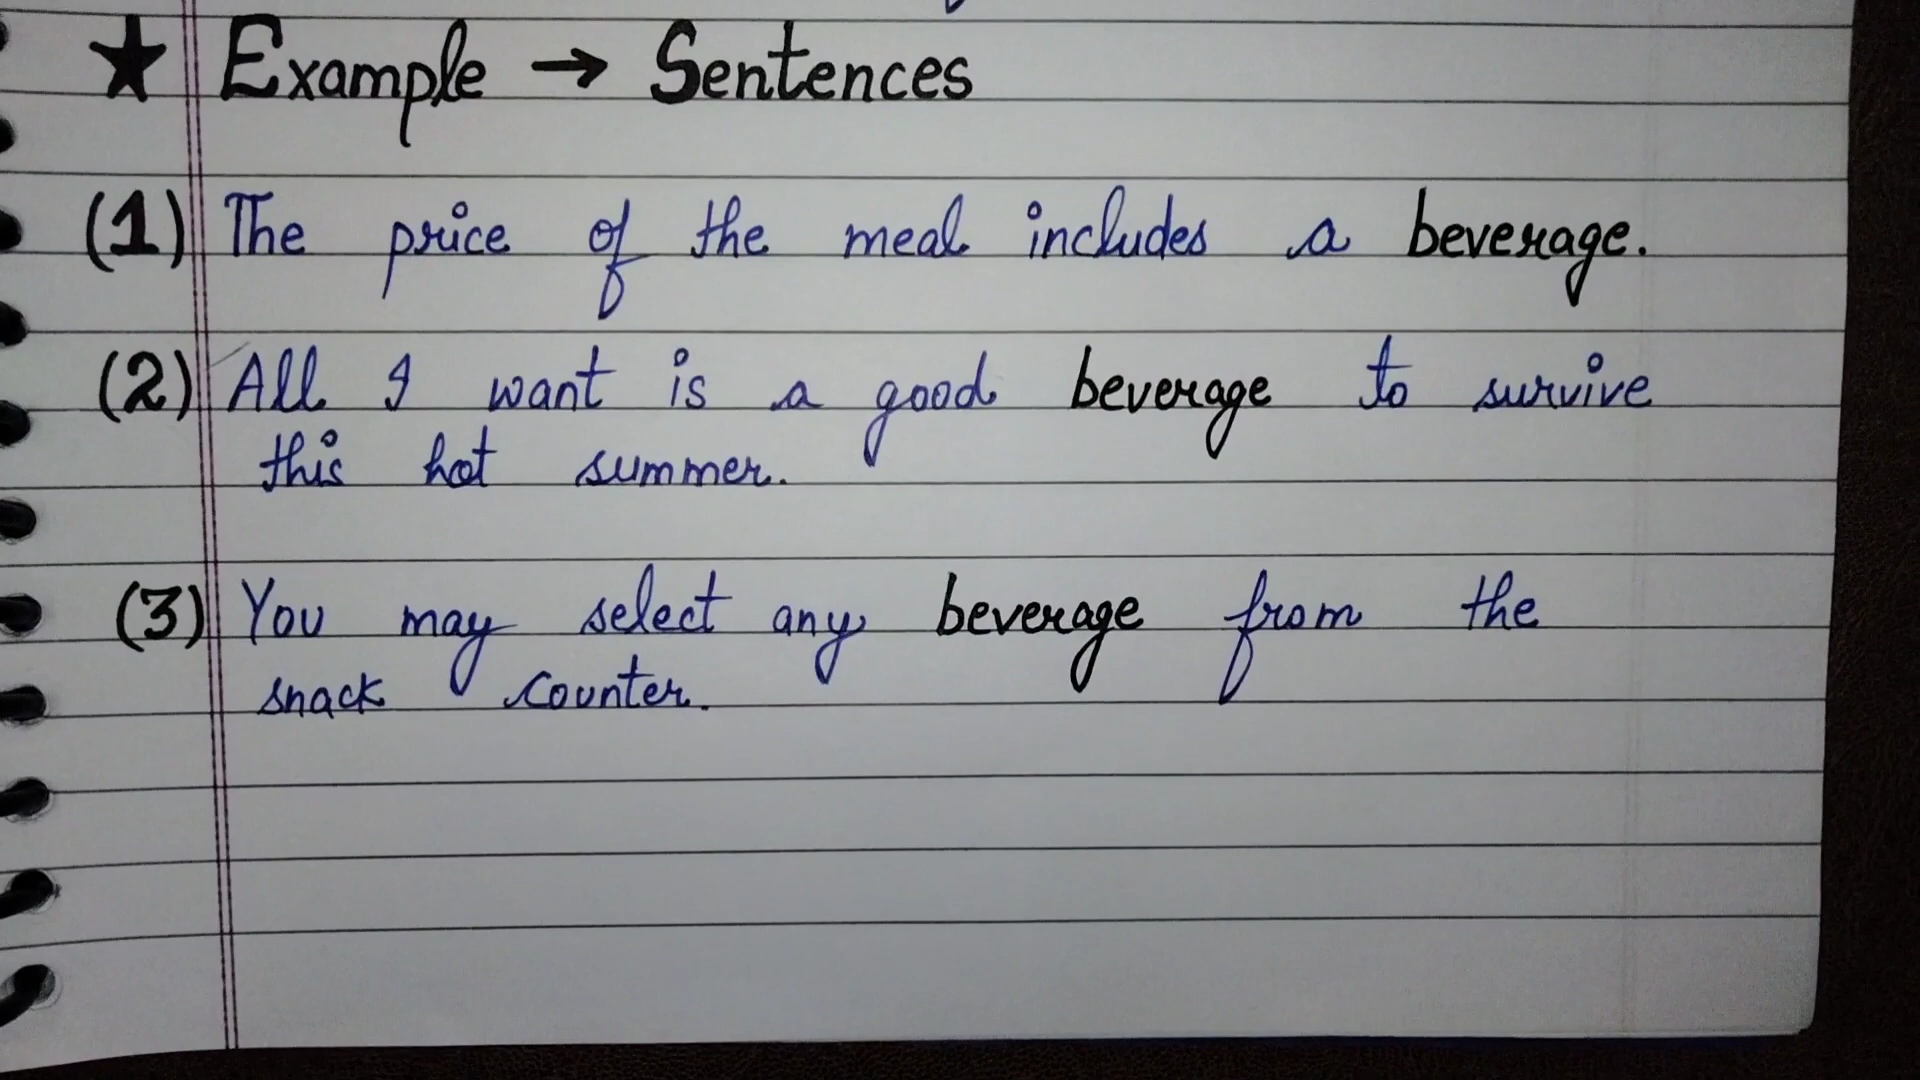 ★ Example → Sentences
(1) The price of the meal includes a beverage.
(2) All I want is a good beverage to survive
this hot summer.
(3) You may select any beverage from the
snack counter.